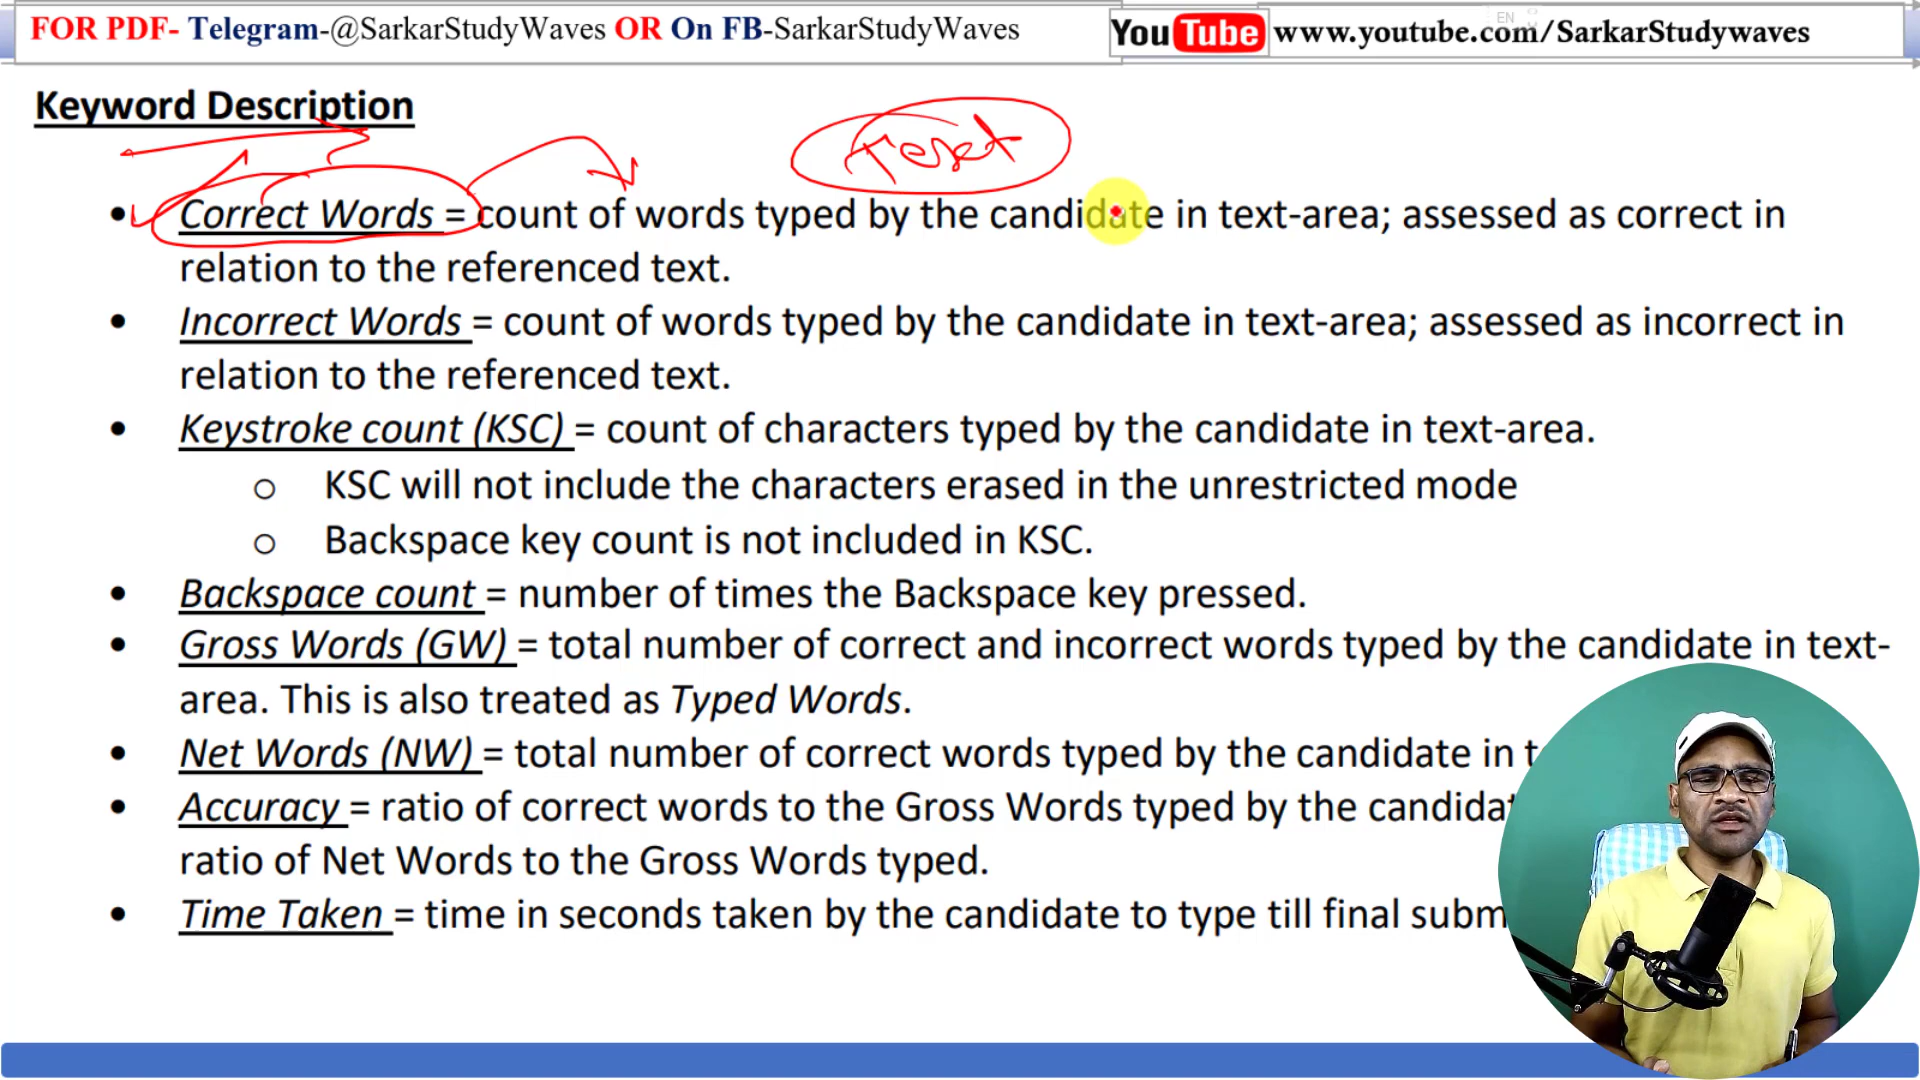 FOR PDF- Telegram-@SarkarStudyWaves OR On FB-SarkarStudyWaves
YouTube www.youtube.com/SarkarStudywaves
EN
Keyword Description
reset
• Correct Words = count of words typed by the candidate in text-area; assessed as correct in
relation to the referenced text.
• Incorrect Words = count of words typed by the candidate in text-area; assessed as incorrect in
relation to the referenced text.
• Keystroke count (KSC) = count of characters typed by the candidate in text-area.
o KSC will not include the characters erased in the unrestricted mode
o Backspace key count is not included in KSC.
• Backspace count = number of times the Backspace key pressed.
• Gross Words (GW) = total number of correct and incorrect words typed by the candidate in text-
area. This is also treated as Typed Words.
• Net Words (NW) = total number of correct words typed by the candidate in
• Accuracy = ratio of correct words to the Gross Words typed by the
ratio of Net Words to the Gross Words typed.
• Time Taken = time in seconds taken by the candidate to type till final